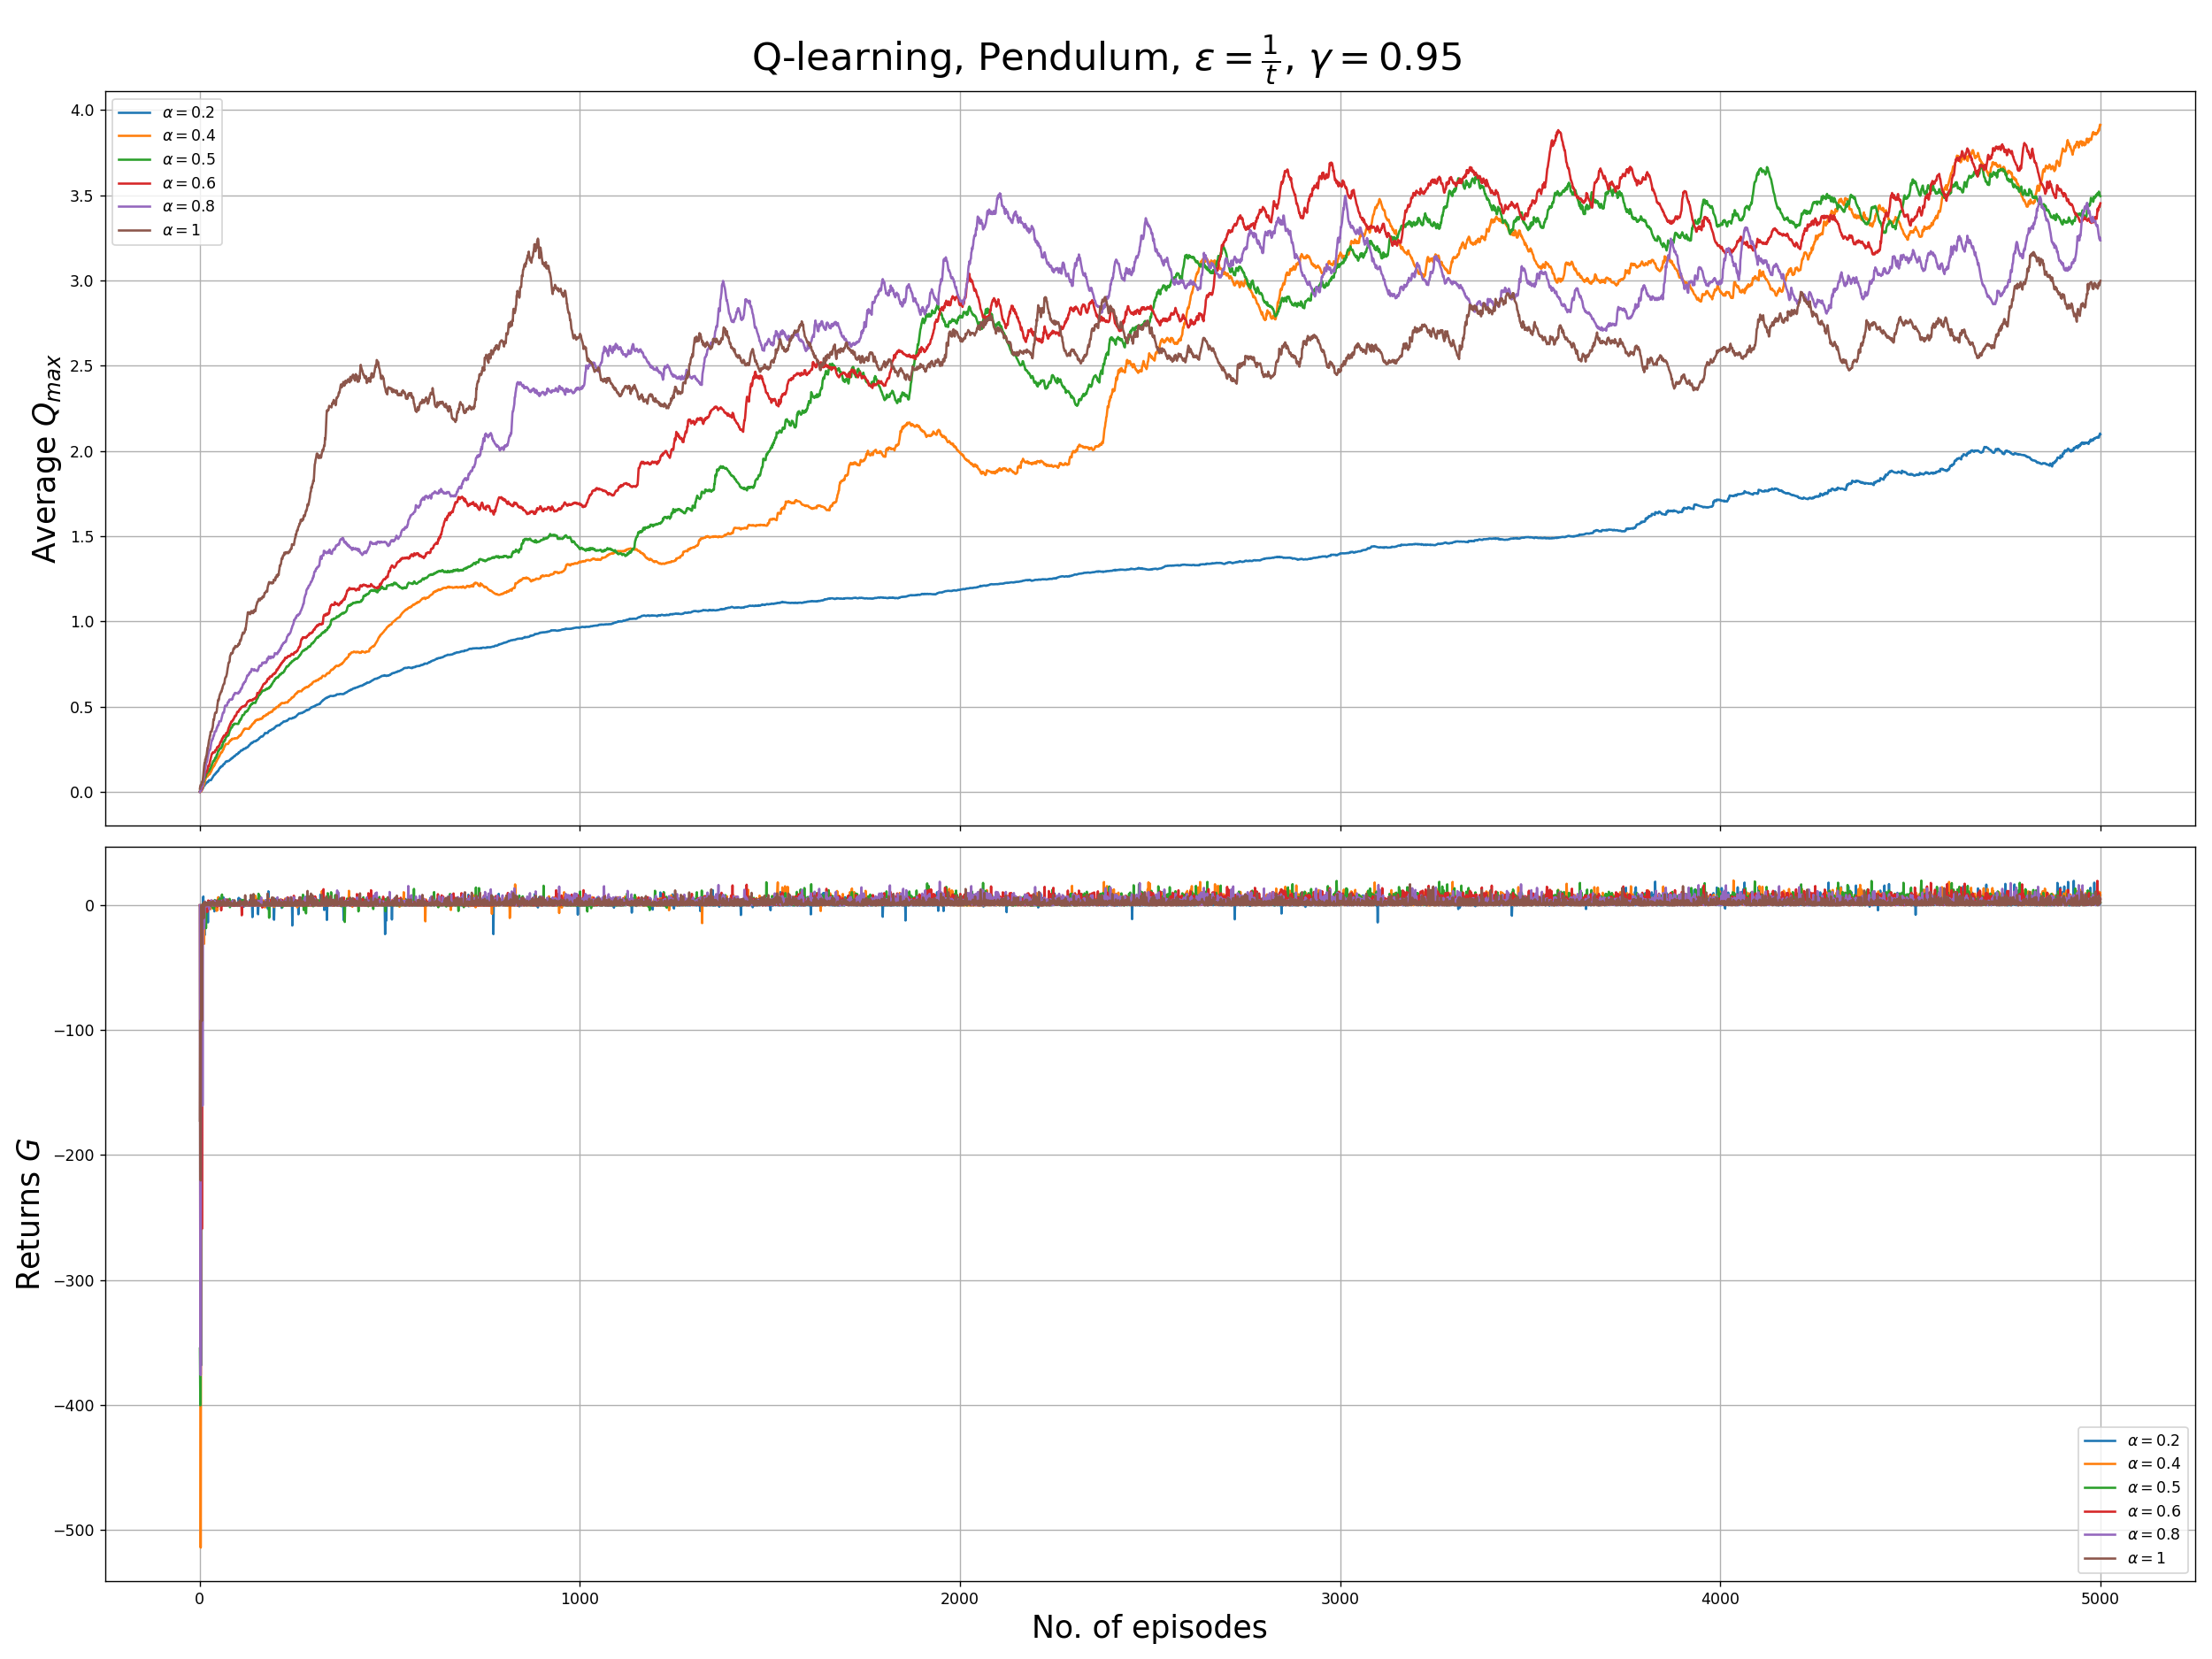 Q-learning, Pendulum, ε = 1/t, γ = 0.95
4.0
3.5
3.0
2.5
2.0
1.5
1.0
0.5
0.0
Average Q_max
α = 0.2
α = 0.4
α = 0.5
α = 0.6
α = 0.8
α = 1
0
−100
−200
−300
−400
−500
Returns G
α = 0.2
α = 0.4
α = 0.5
α = 0.6
α = 0.8
α = 1
0 1000 2000 3000 4000 5000
No. of episodes